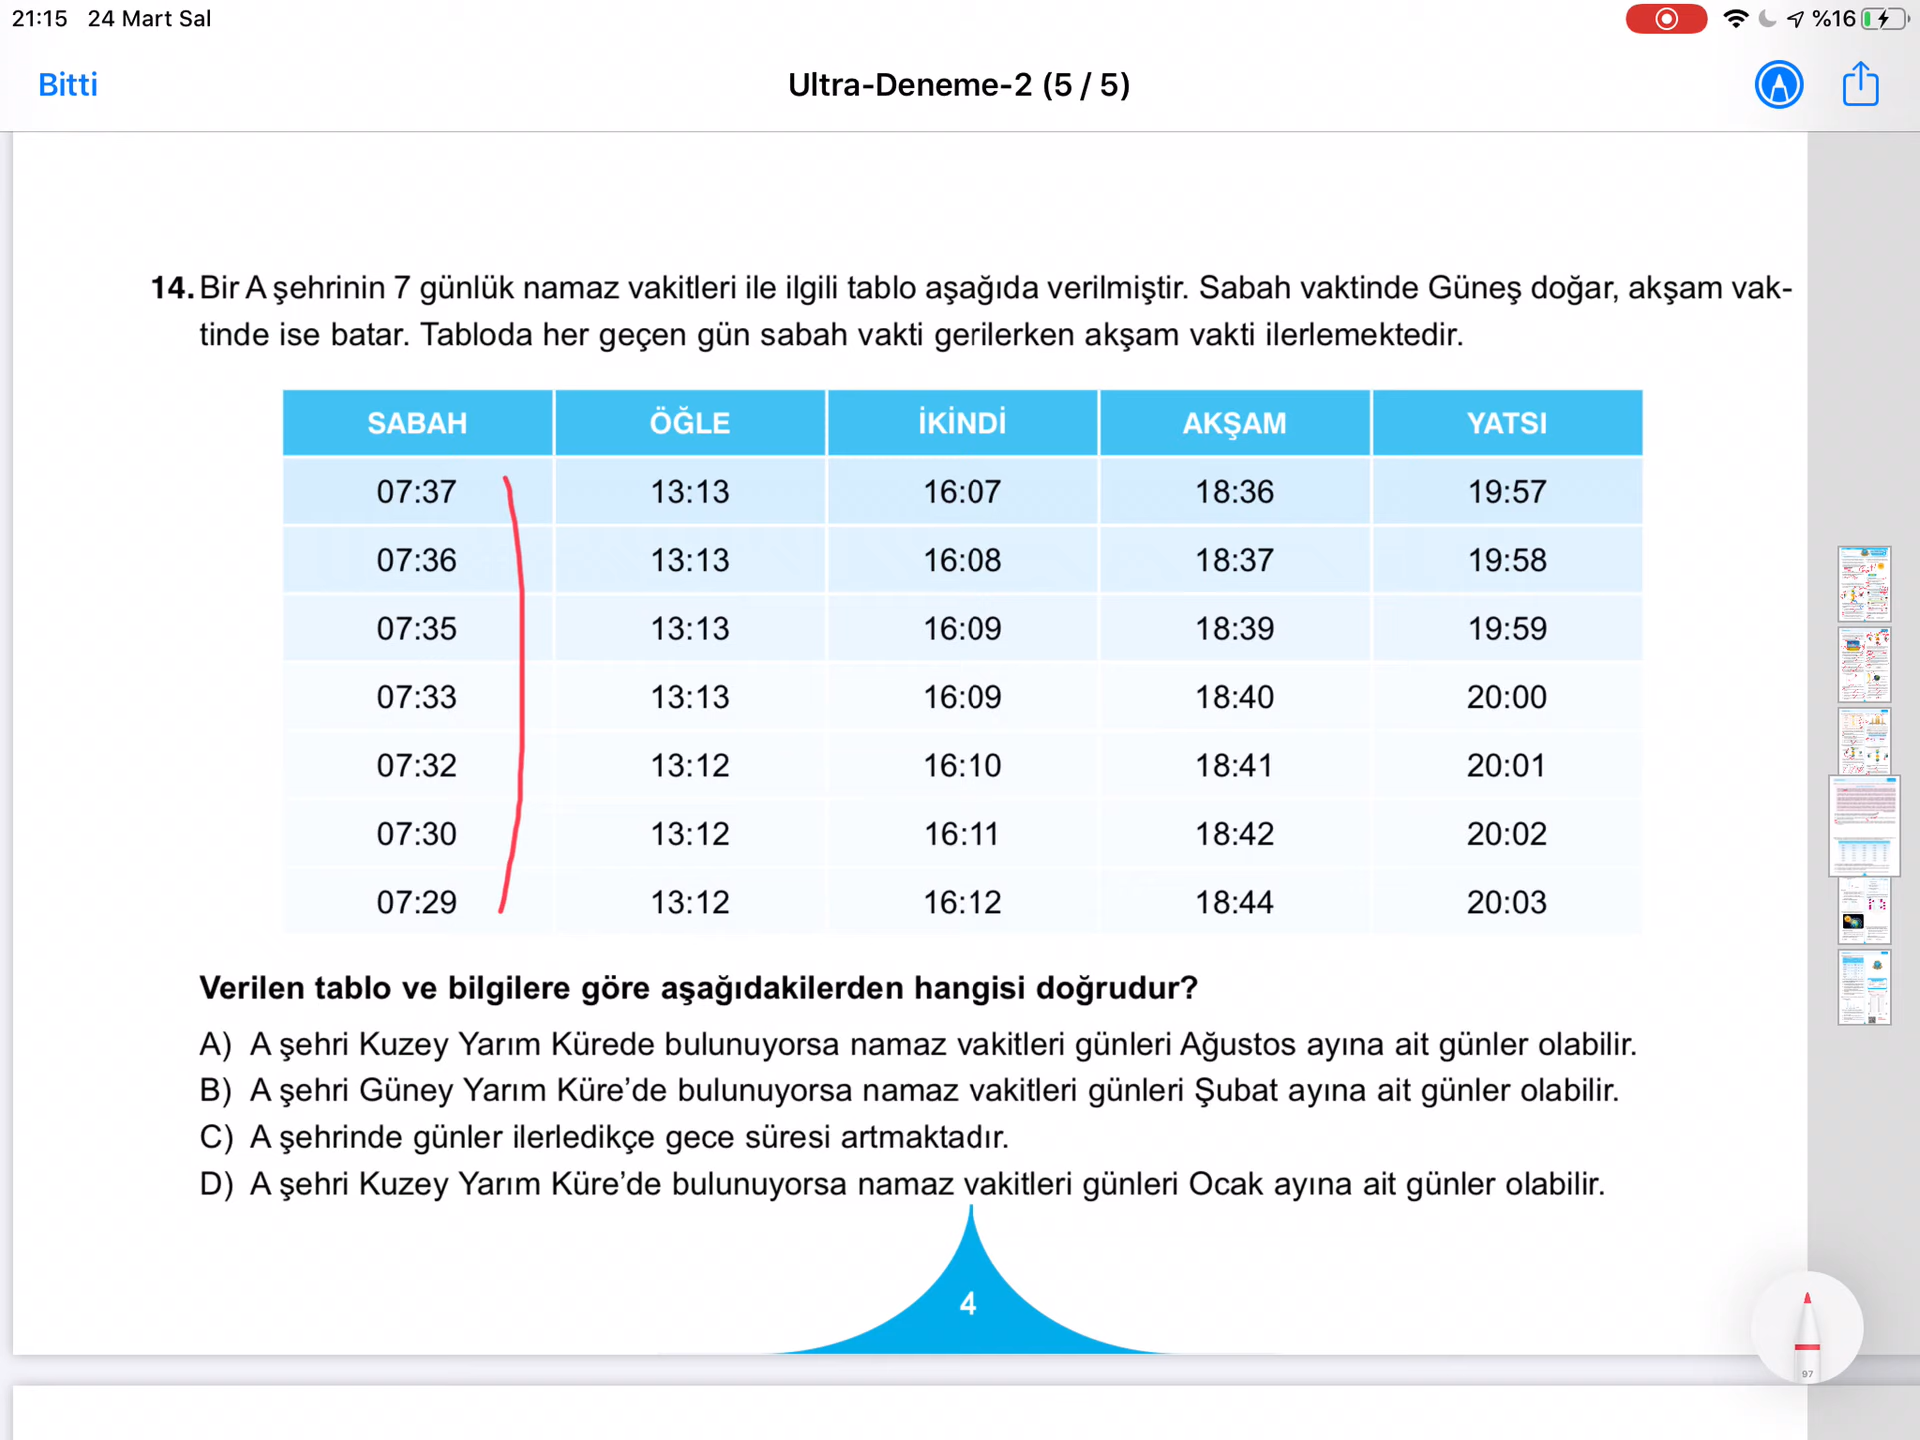 21:15 24 Mart Sal %16
Bitti Ultra-Deneme-2 (5 / 5)
14. Bir A şehrinin 7 günlük namaz vakitleri ile ilgili tablo aşağıda verilmiştir. Sabah vaktinde Güneş doğar, akşam vak-
tinde ise batar. Tabloda her geçen gün sabah vakti gerilerken akşam vakti ilerlemektedir.
SABAH ÖĞLE İKİNDİ AKŞAM YATSI
07:37 13:13 16:07 18:36 19:57
07:36 13:13 16:08 18:37 19:58
07:35 13:13 16:09 18:39 19:59
07:33 13:13 16:09 18:40 20:00
07:32 13:12 16:10 18:41 20:01
07:30 13:12 16:11 18:42 20:02
07:29 13:12 16:12 18:44 20:03
Verilen tablo ve bilgilere göre aşağıdakilerden hangisi doğrudur?
A) A şehri Kuzey Yarım Kürede bulunuyorsa namaz vakitleri günleri Ağustos ayına ait günler olabilir.
B) A şehri Güney Yarım Küre’de bulunuyorsa namaz vakitleri günleri Şubat ayına ait günler olabilir.
C) A şehrinde günler ilerledikçe gece süresi artmaktadır.
D) A şehri Kuzey Yarım Küre’de bulunuyorsa namaz vakitleri günleri Ocak ayına ait günler olabilir.
4
97